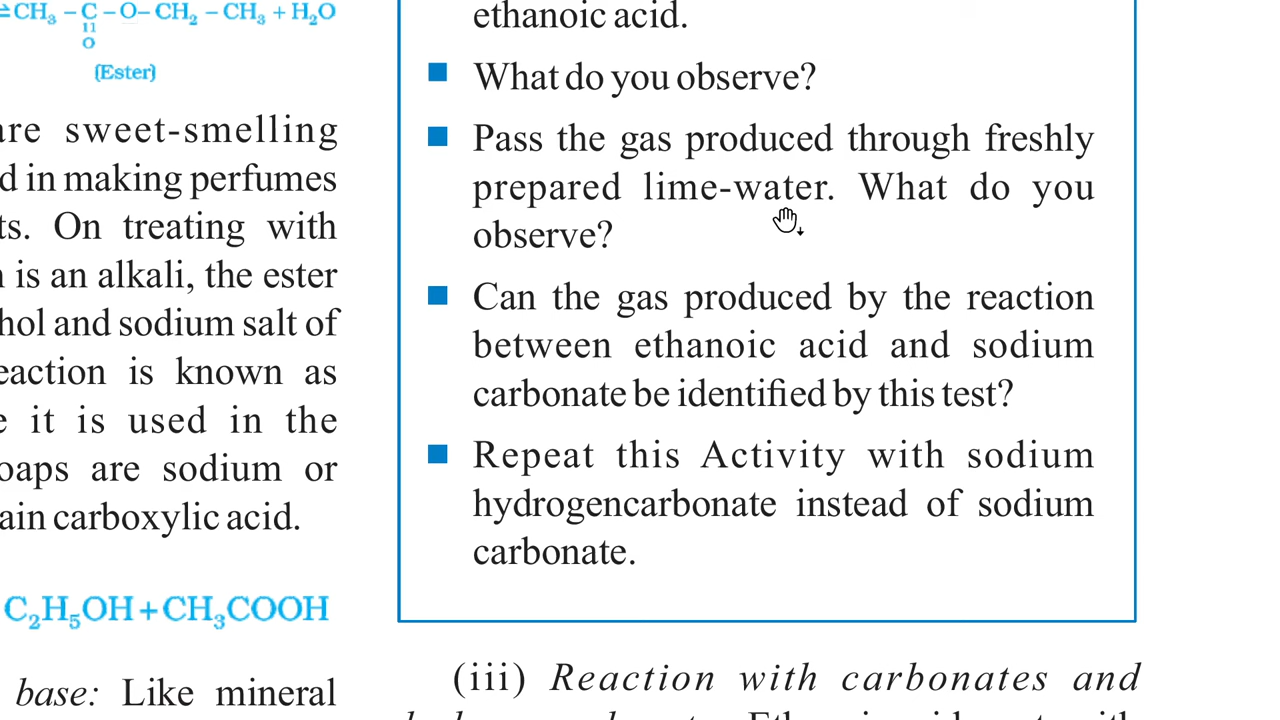 ⇌CH₃ – C – O – CH₂ – CH₃ + H₂O
11
O
(Ester)
are sweet-smelling
d in making perfumes
ts. On treating with
is an alkali, the ester
hol and sodium salt of
eaction is known as
e it is used in the
oaps are sodium or
ain carboxylic acid.
C₂H₅OH + CH₃COOH
base: Like mineral
ethanoic acid.
■ What do you observe?
■ Pass the gas produced through freshly
prepared lime-water. What do you
observe?
■ Can the gas produced by the reaction
between ethanoic acid and sodium
carbonate be identified by this test?
■ Repeat this Activity with sodium
hydrogencarbonate instead of sodium
carbonate.
(iii) Reaction with carbonates and